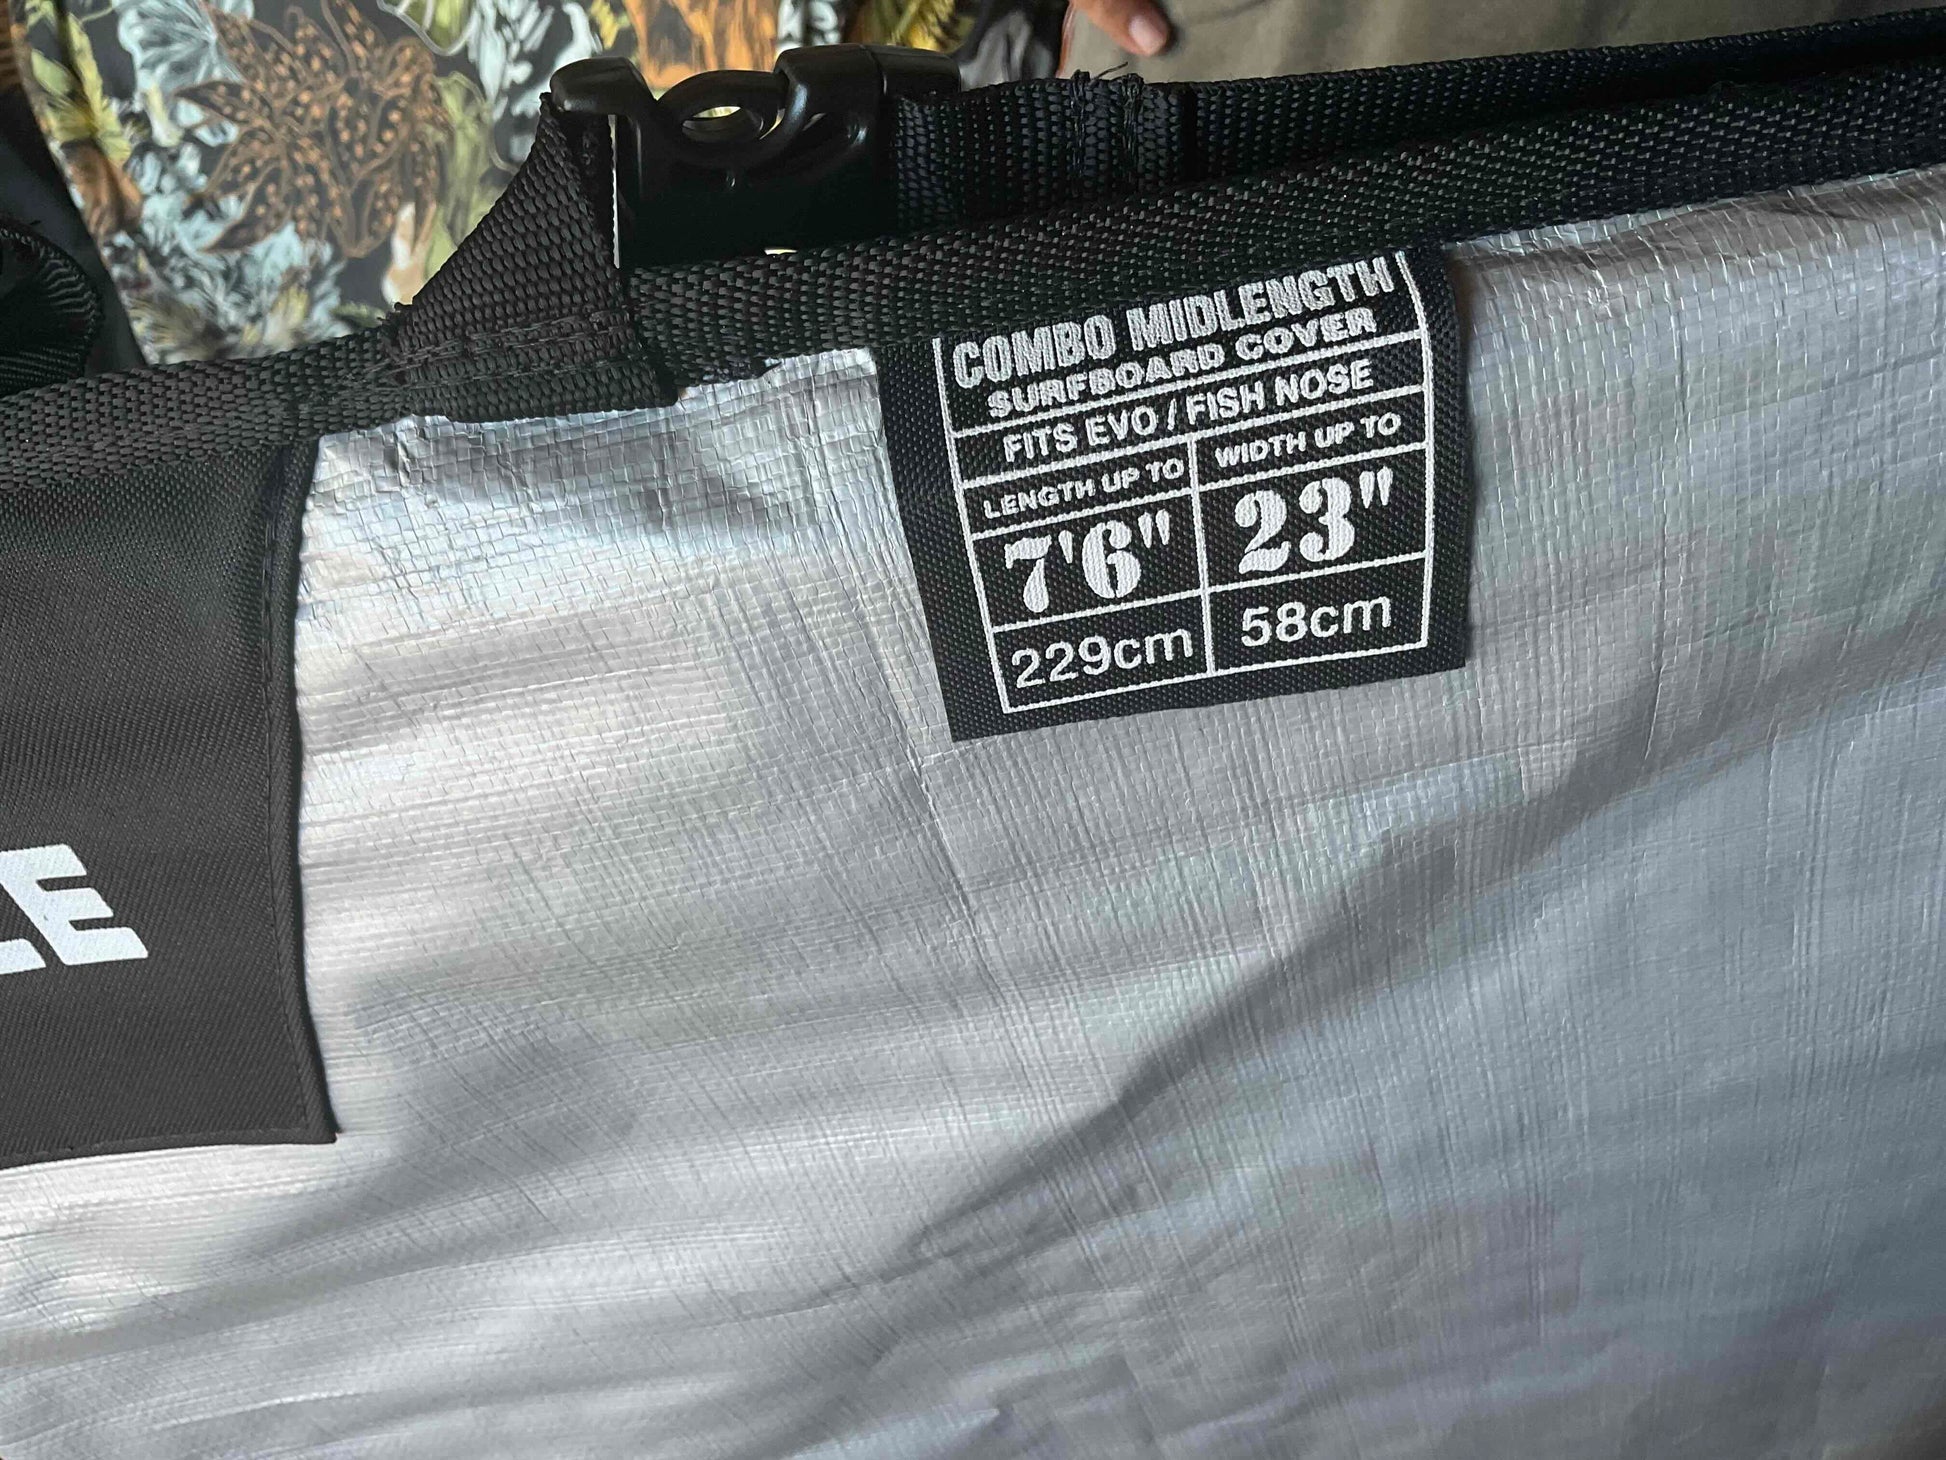 COMBO MIDLENGTH
SURFBOARD COVER
FITS EVO / FISH NOSE
LENGTH UP TO
7'6"
229cm
WIDTH UP TO
23"
58cm